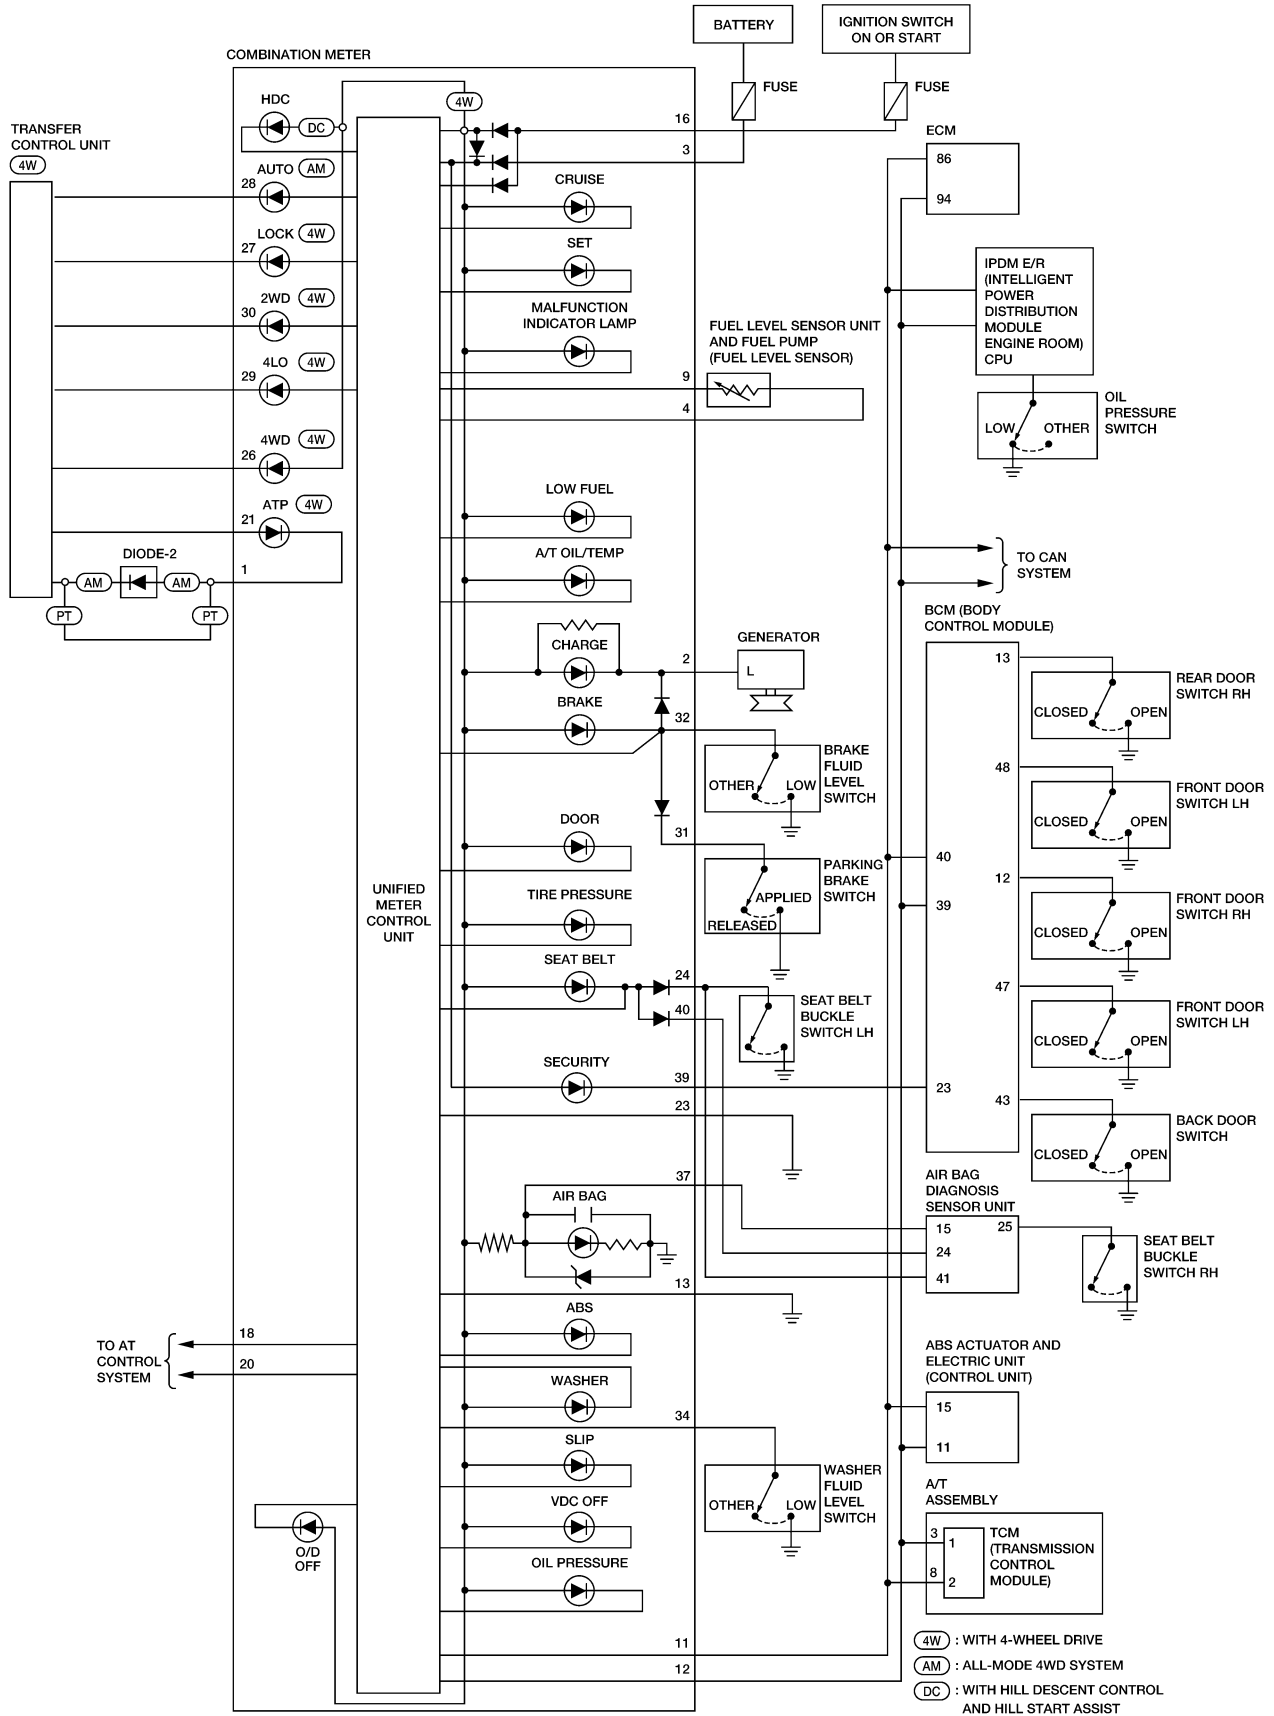 BATTERY
IGNITION SWITCH
ON OR START
COMBINATION METER
FUSE
FUSE
HDC
DC
4W
16
3
TRANSFER
CONTROL UNIT
4W
AUTO
AM
28
LOCK
4W
27
2WD
4W
30
4LO
4W
29
4WD
4W
26
ATP
4W
21
DIODE-2
AM
AM
1
PT
PT
CRUISE
SET
MALFUNCTION
INDICATOR LAMP
9
4
FUEL LEVEL SENSOR UNIT
AND FUEL PUMP
(FUEL LEVEL SENSOR)
ECM
86
94
IPDM E/R
(INTELLIGENT
POWER
DISTRIBUTION
MODULE
ENGINE ROOM)
CPU
OIL
PRESSURE
SWITCH
LOW
OTHER
LOW FUEL
A/T OIL/TEMP
TO CAN
SYSTEM
CHARGE
2
GENERATOR
L
BRAKE
32
OTHER
LOW
BRAKE
FLUID
LEVEL
SWITCH
DOOR
31
APPLIED
RELEASED
PARKING
BRAKE
SWITCH
UNIFIED
METER
CONTROL
UNIT
TIRE PRESSURE
SEAT BELT
24
40
SEAT BELT
BUCKLE
SWITCH LH
SECURITY
39
23
BCM (BODY
CONTROL MODULE)
13
REAR DOOR
SWITCH RH
CLOSED
OPEN
48
FRONT DOOR
SWITCH LH
CLOSED
OPEN
40
12
FRONT DOOR
SWITCH RH
39
CLOSED
OPEN
47
FRONT DOOR
SWITCH LH
CLOSED
OPEN
23
43
BACK DOOR
SWITCH
CLOSED
OPEN
37
AIR BAG
13
AIR BAG
DIAGNOSIS
SENSOR UNIT
15
25
24
41
SEAT BELT
BUCKLE
SWITCH RH
ABS
TO AT
CONTROL
SYSTEM
18
20
WASHER
34
SLIP
OTHER
LOW
WASHER
FLUID
LEVEL
SWITCH
VDC OFF
O/D
OFF
OIL PRESSURE
11
12
ABS ACTUATOR AND
ELECTRIC UNIT
(CONTROL UNIT)
15
11
A/T
ASSEMBLY
3
1
8
2
TCM
(TRANSMISSION
CONTROL
MODULE)
4W : WITH 4-WHEEL DRIVE
AM : ALL-MODE 4WD SYSTEM
DC : WITH HILL DESCENT CONTROL
AND HILL START ASSIST